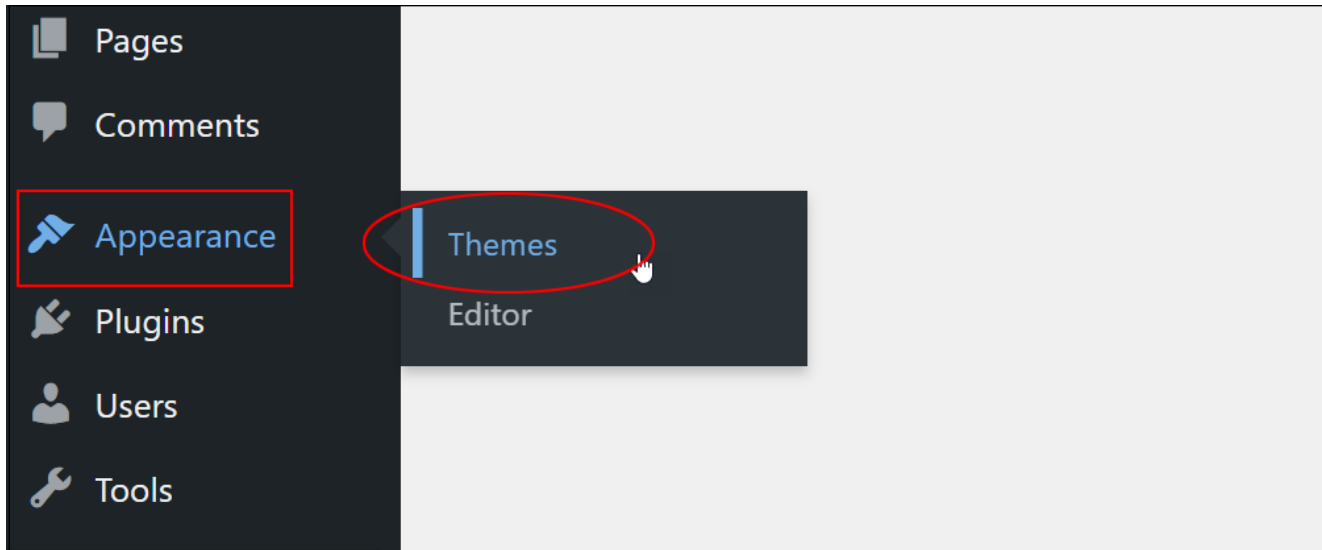 Pages
Comments
Appearance
Themes
Editor
Plugins
Users
Tools